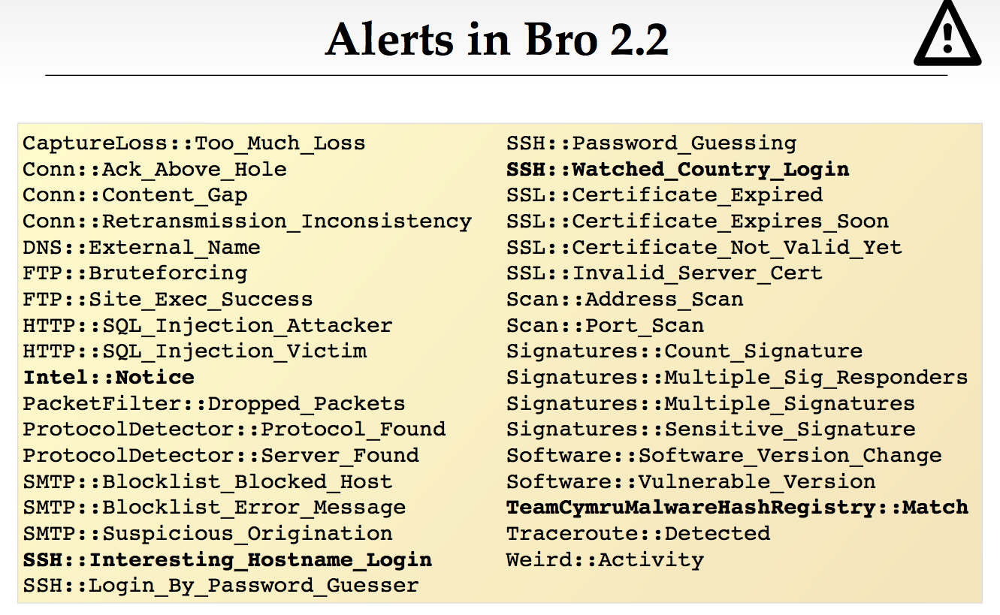 Alerts in Bro 2.2
CaptureLoss::Too_Much_Loss
Conn::Ack_Above_Hole
Conn::Content_Gap
Conn::Retransmission_Inconsistency
DNS::External_Name
FTP::Bruteforcing
FTP::Site_Exec_Success
HTTP::SQL_Injection_Attacker
HTTP::SQL_Injection_Victim
Intel::Notice
PacketFilter::Dropped_Packets
ProtocolDetector::Protocol_Found
ProtocolDetector::Server_Found
SMTP::Blocklist_Blocked_Host
SMTP::Blocklist_Error_Message
SMTP::Suspicious_Origination
SSH::Interesting_Hostname_Login
SSH::Login_By_Password_Guesser
SSH::Password_Guessing
SSH::Watched_Country_Login
SSL::Certificate_Expired
SSL::Certificate_Expires_Soon
SSL::Certificate_Not_Valid_Yet
SSL::Invalid_Server_Cert
Scan::Address_Scan
Scan::Port_Scan
Signatures::Count_Signature
Signatures::Multiple_Sig_Responders
Signatures::Multiple_Signatures
Signatures::Sensitive_Signature
Software::Software_Version_Change
Software::Vulnerable_Version
TeamCymruMalwareHashRegistry::Match
Traceroute::Detected
Weird::Activity